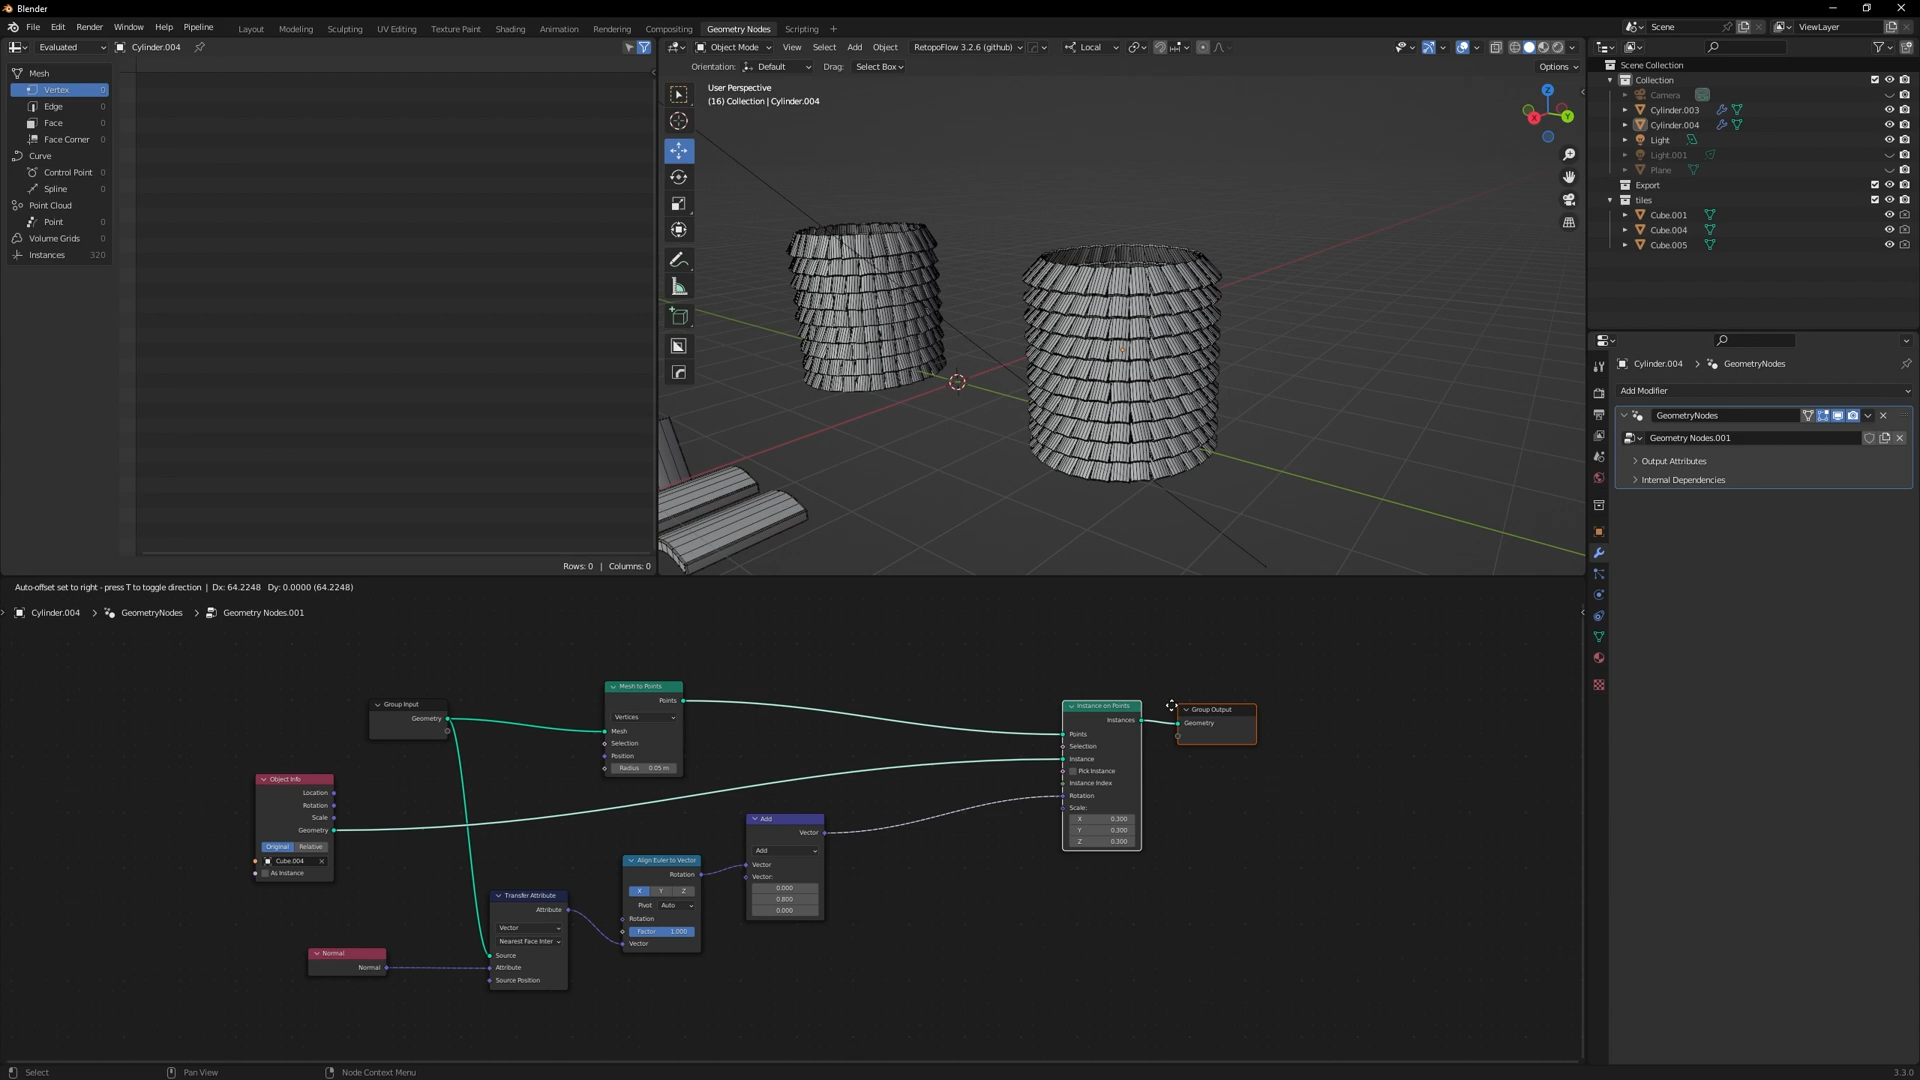 Blender
File Edit Render Window Help Pipeline
Layout Modeling Sculpting UV Editing Texture Paint Shading Animation Rendering Compositing Geometry Nodes Scripting +
Scene ViewLayer
Evaluated Cylinder.004
Object Mode View Select Add Object RetopoFlow 3.2.6 (github) Local
Orientation: Default Drag: Select Box Options
Mesh
Vertex 0
Edge 0
Face 0
Face Corner 0
Curve
Control Point 0
Spline 0
Point Cloud
Point 0
Volume Grids 0
Instances 320
Rows: 0 | Columns: 0
User Perspective
(16) Collection | Cylinder.004
Z
X
Y
Scene Collection
Collection
Camera
Cylinder.003
Cylinder.004
Light
Light.001
Plane
Export
tiles
Cube.001
Cube.004
Cube.005
Cylinder.004 > GeometryNodes
Add Modifier
GeometryNodes
Geometry Nodes.001
Output Attributes
Internal Dependencies
Auto-offset set to right - press T to toggle direction | Dx: 64.2248 Dy: 0.0000 (64.2248)
Cylinder.004 > GeometryNodes > Geometry Nodes.001
Group Input
Geometry
Mesh to Points
Points
Vertices
Mesh
Selection
Position
Radius 0.05 m
Object Info
Location
Rotation
Scale
Geometry
Original Relative
Cube.004
As Instance
Normal
Normal
Transfer Attribute
Attribute
Vector
Nearest Face Inter
Source
Attribute
Source Position
Align Euler to Vector
Rotation
X Y Z
Pivot Auto
Rotation
Factor 1.000
Vector
Add
Vector
Add
Vector
Vector:
0.000
0.800
0.000
Instance on Points
Instances
Points
Selection
Instance
Pick Instance
Instance Index
Rotation
Scale:
X 0.300
Y 0.300
Z 0.300
Group Output
Geometry
Select Pan View Node Context Menu 3.3.0